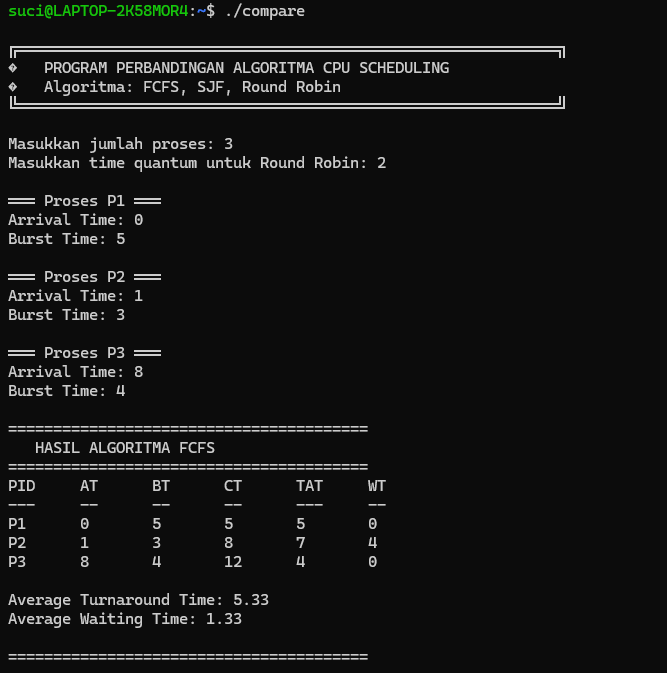 suci@LAPTOP-2K58MOR4:~$ ./compare
╔════════════════════════════════════════════════════════════╗
�   PROGRAM PERBANDINGAN ALGORITMA CPU SCHEDULING
�   Algoritma: FCFS, SJF, Round Robin
╚════════════════════════════════════════════════════════════╝
Masukkan jumlah proses: 3
Masukkan time quantum untuk Round Robin: 2
═══ Proses P1 ═══
Arrival Time: 0
Burst Time: 5
═══ Proses P2 ═══
Arrival Time: 1
Burst Time: 3
═══ Proses P3 ═══
Arrival Time: 8
Burst Time: 4
========================================
   HASIL ALGORITMA FCFS
========================================
PID     AT      BT      CT      TAT     WT
---     --      --      --      ---     --
P1      0       5       5       5       0
P2      1       3       8       7       4
P3      8       4       12      4       0
Average Turnaround Time: 5.33
Average Waiting Time: 1.33
========================================